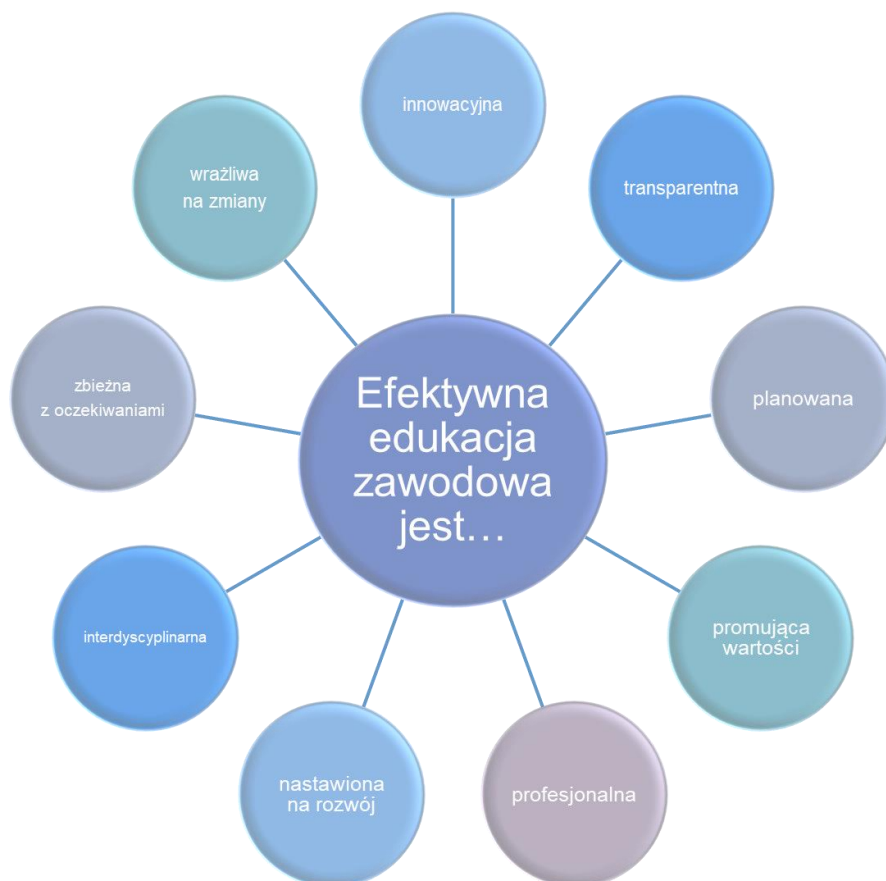 innowacyjna
wrażliwa
na zmiany
transparentna
zbieżna
z oczekiwaniami
Efektywna
edukacja
zawodowa
jest...
planowana
interdyscyplinarna
promująca
wartości
nastawiona
na rozwój
profesjonalna